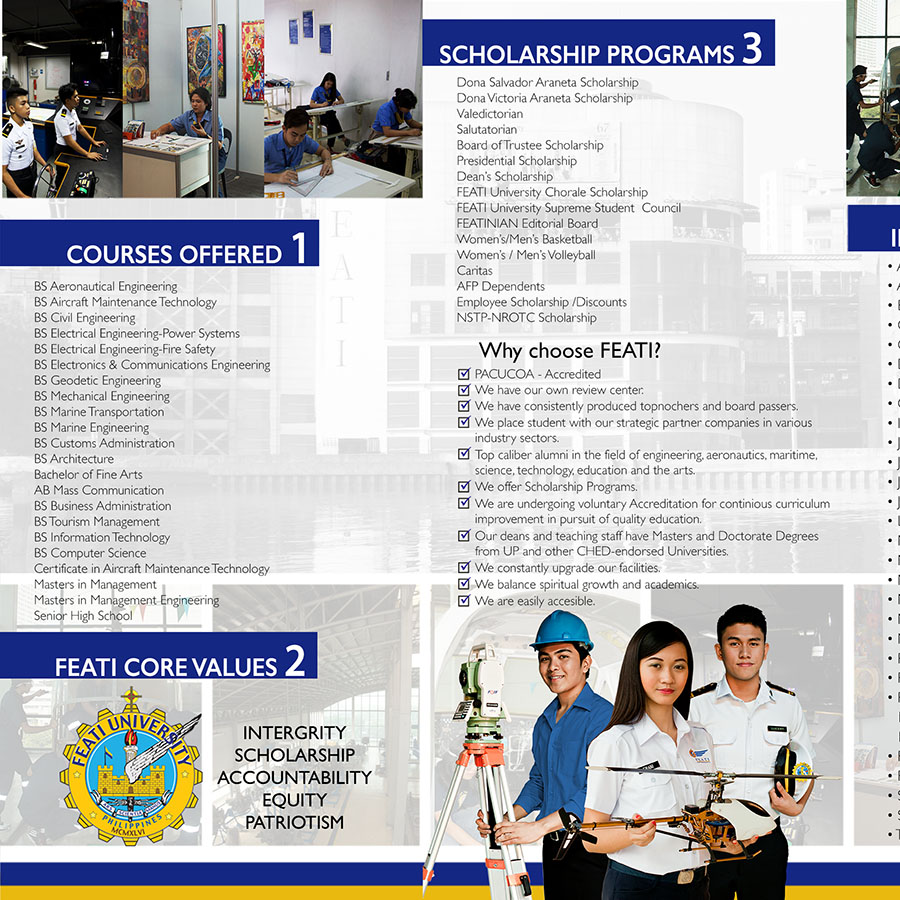 COURSES OFFERED 1
BS Aeronautical Engineering
BS Aircraft Maintenance Technology
BS Civil Engineering
BS Electrical Engineering-Power Systems
BS Electrical Engineering-Fire Safety
BS Electronics & Communications Engineering
BS Geodetic Engineering
BS Mechanical Engineering
BS Marine Transportation
BS Marine Engineering
BS Customs Administration
BS Architecture
Bachelor of Fine Arts
AB Mass Communication
BS Business Administration
BS Tourism Management
BS Information Technology
BS Computer Science
Certificate in Aircraft Maintenance Technology
Masters in Management
Masters in Management Engineering
Senior High School
FEATI CORE VALUES 2
FEATI UNIVERSITY
PHILIPPINES
MCMXLVI
INTERGRITY
SCHOLARSHIP
ACCOUNTABILITY
EQUITY
PATRIOTISM
SCHOLARSHIP PROGRAMS 3
Dona Salvador Araneta Scholarship
Dona Victoria Araneta Scholarship
Valedictorian
Salutatorian
Board of Trustee Scholarship
Presidential Scholarship
Dean's Scholarship
FEATI University Chorale Scholarship
FEATI University Supreme Student Council
FEATINIAN Editorial Board
Women's/Men's Basketball
Women's / Men's Volleyball
Caritas
AFP Dependents
Employee Scholarship /Discounts
NSTP-NROTC Scholarship
Why choose FEATI?
PACUCOA - Accredited
We have our own review center.
We have consistently produced topnochers and board passers.
We place student with our strategic partner companies in various
industry sectors.
Top caliber alumni in the field of engineering, aeronautics, maritime,
science, technology, education and the arts.
We offer Scholarship Programs.
We are undergoing voluntary Accreditation for continious curriculum
improvement in pursuit of quality education.
Our deans and teaching staff have Masters and Doctorate Degrees
from UP and other CHED-endorsed Universities.
We constantly upgrade our facilities.
We balance spiritual growth and academics.
We are easily accesible.
FEATI
FEATI